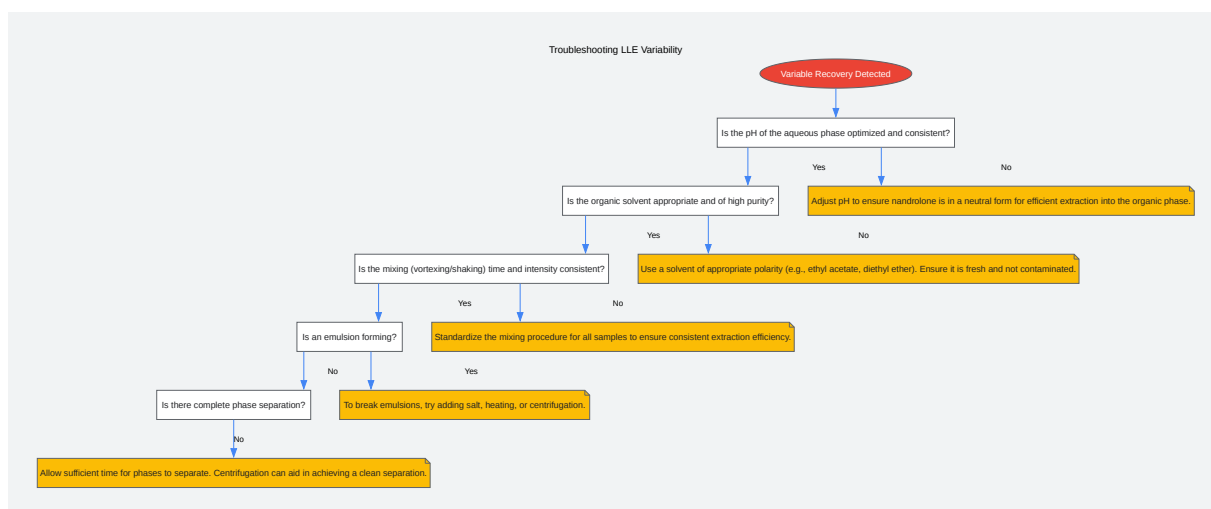 Troubleshooting LLE Variability
Variable Recovery Detected
Is the pH of the aqueous phase optimized and consistent?
Yes
No
Is the organic solvent appropriate and of high purity?
Adjust pH to ensure nandrolone is in a neutral form for efficient extraction into the organic phase.
Yes
No
Is the mixing (vortexing/shaking) time and intensity consistent?
Use a solvent of appropriate polarity (e.g., ethyl acetate, diethyl ether). Ensure it is fresh and not contaminated.
Yes
No
Is an emulsion forming?
Standardize the mixing procedure for all samples to ensure consistent extraction efficiency.
No
Yes
Is there complete phase separation?
To break emulsions, try adding salt, heating, or centrifugation.
No
Allow sufficient time for phases to separate. Centrifugation can aid in achieving a clean separation.